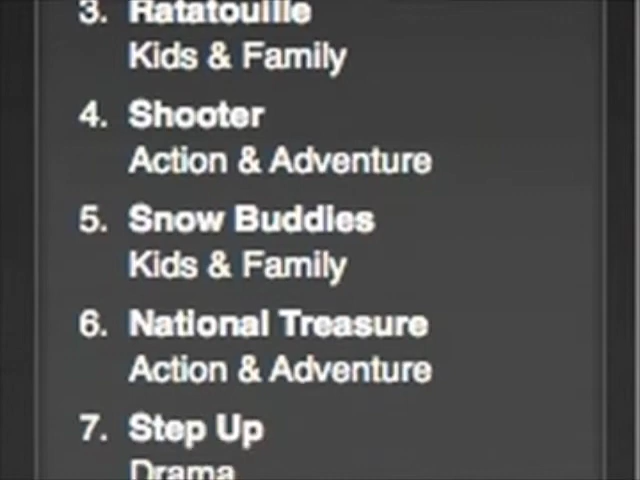 3. Ratatouille
Kids & Family
4. Shooter
Action & Adventure
5. Snow Buddies
Kids & Family
6. National Treasure
Action & Adventure
7. Step Up
Drama